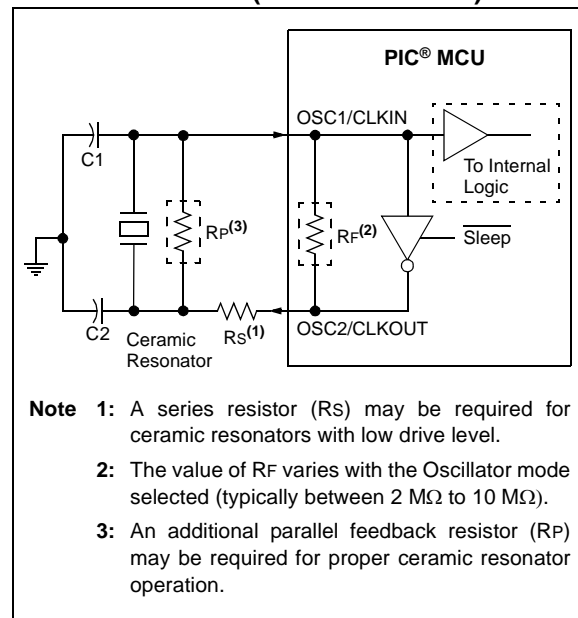 PIC® MCU
OSC1/CLKIN
C1
To Internal
Logic
RP(3)
RF(2)
Sleep
C2
Ceramic
Resonator
RS(1)
OSC2/CLKOUT
Note 1: A series resistor (RS) may be required for
ceramic resonators with low drive level.
2: The value of RF varies with the Oscillator mode
selected (typically between 2 MΩ to 10 MΩ).
3: An additional parallel feedback resistor (RP)
may be required for proper ceramic resonator
operation.